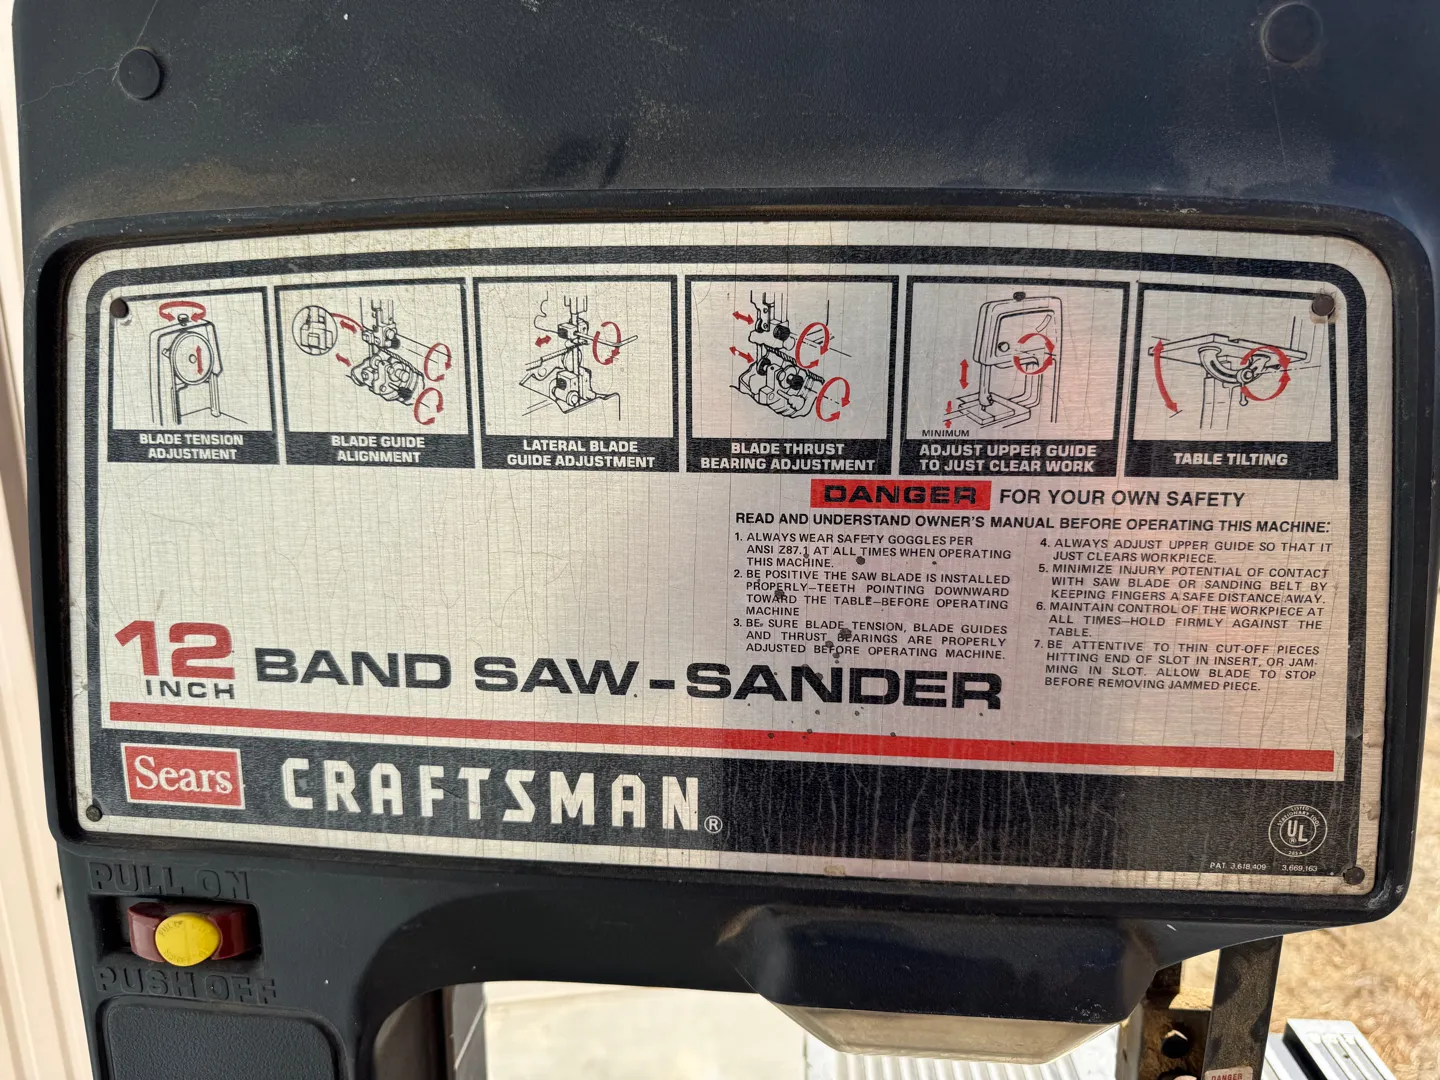 BLADE TENSION
ADJUSTMENT
BLADE GUIDE
ALIGNMENT
LATERAL BLADE
GUIDE ADJUSTMENT
BLADE THRUST
BEARING ADJUSTMENT
MINIMUM
ADJUST UPPER GUIDE
TO JUST CLEAR WORK
TABLE TILTING
DANGER FOR YOUR OWN SAFETY
READ AND UNDERSTAND OWNER'S MANUAL BEFORE OPERATING THIS MACHINE:
1. ALWAYS WEAR SAFETY GOGGLES PER
ANSI Z87.1 AT ALL TIMES WHEN OPERATING
THIS MACHINE.
2. BE POSITIVE THE SAW BLADE IS INSTALLED
PROPERLY—TEETH POINTING DOWNWARD
TOWARD THE TABLE—BEFORE OPERATING
MACHINE
3. BE SURE BLADE TENSION, BLADE GUIDES
AND THRUST BEARINGS ARE PROPERLY
ADJUSTED BEFORE OPERATING MACHINE.
4. ALWAYS ADJUST UPPER GUIDE SO THAT IT
JUST CLEARS WORKPIECE.
5. MINIMIZE INJURY POTENTIAL OF CONTACT
WITH SAW BLADE OR SANDING BELT BY
KEEPING FINGERS A SAFE DISTANCE AWAY.
6. MAINTAIN CONTROL OF THE WORKPIECE AT
ALL TIMES—HOLD FIRMLY AGAINST THE
TABLE.
7. BE ATTENTIVE TO THIN CUT-OFF PIECES
HITTING END OF SLOT IN INSERT, OR JAM-
MING IN SLOT. ALLOW BLADE TO STOP
BEFORE REMOVING JAMMED PIECE.
12
INCH
BAND SAW - SANDER
Sears
CRAFTSMAN®
LISTED
UL
PAT. 3,618,409 3,669,163
PULL ON
PUSH OFF
DANGER